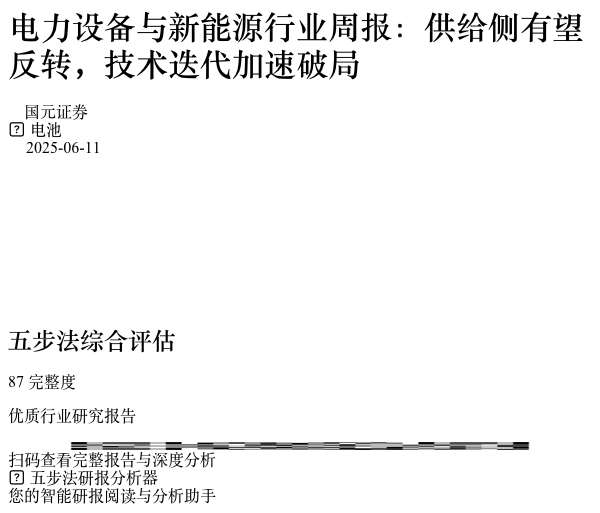 电力设备与新能源行业周报：供给侧有望
反转，技术迭代加速破局
国元证券
电池
2025-06-11
五步法综合评估
87 完整度
优质行业研究报告
扫码查看完整报告与深度分析
五步法研报分析器
您的智能研报阅读与分析助手